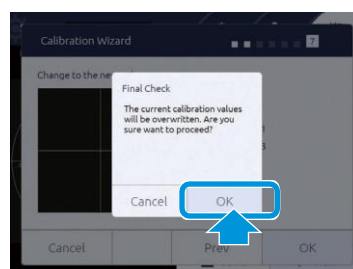 Calibration Wizard
7
Change to the ne
Final Check
The current calibration values
will be overwritten. Are you
sure want to proceed?
Cancel
OK
Cancel
Prev
OK